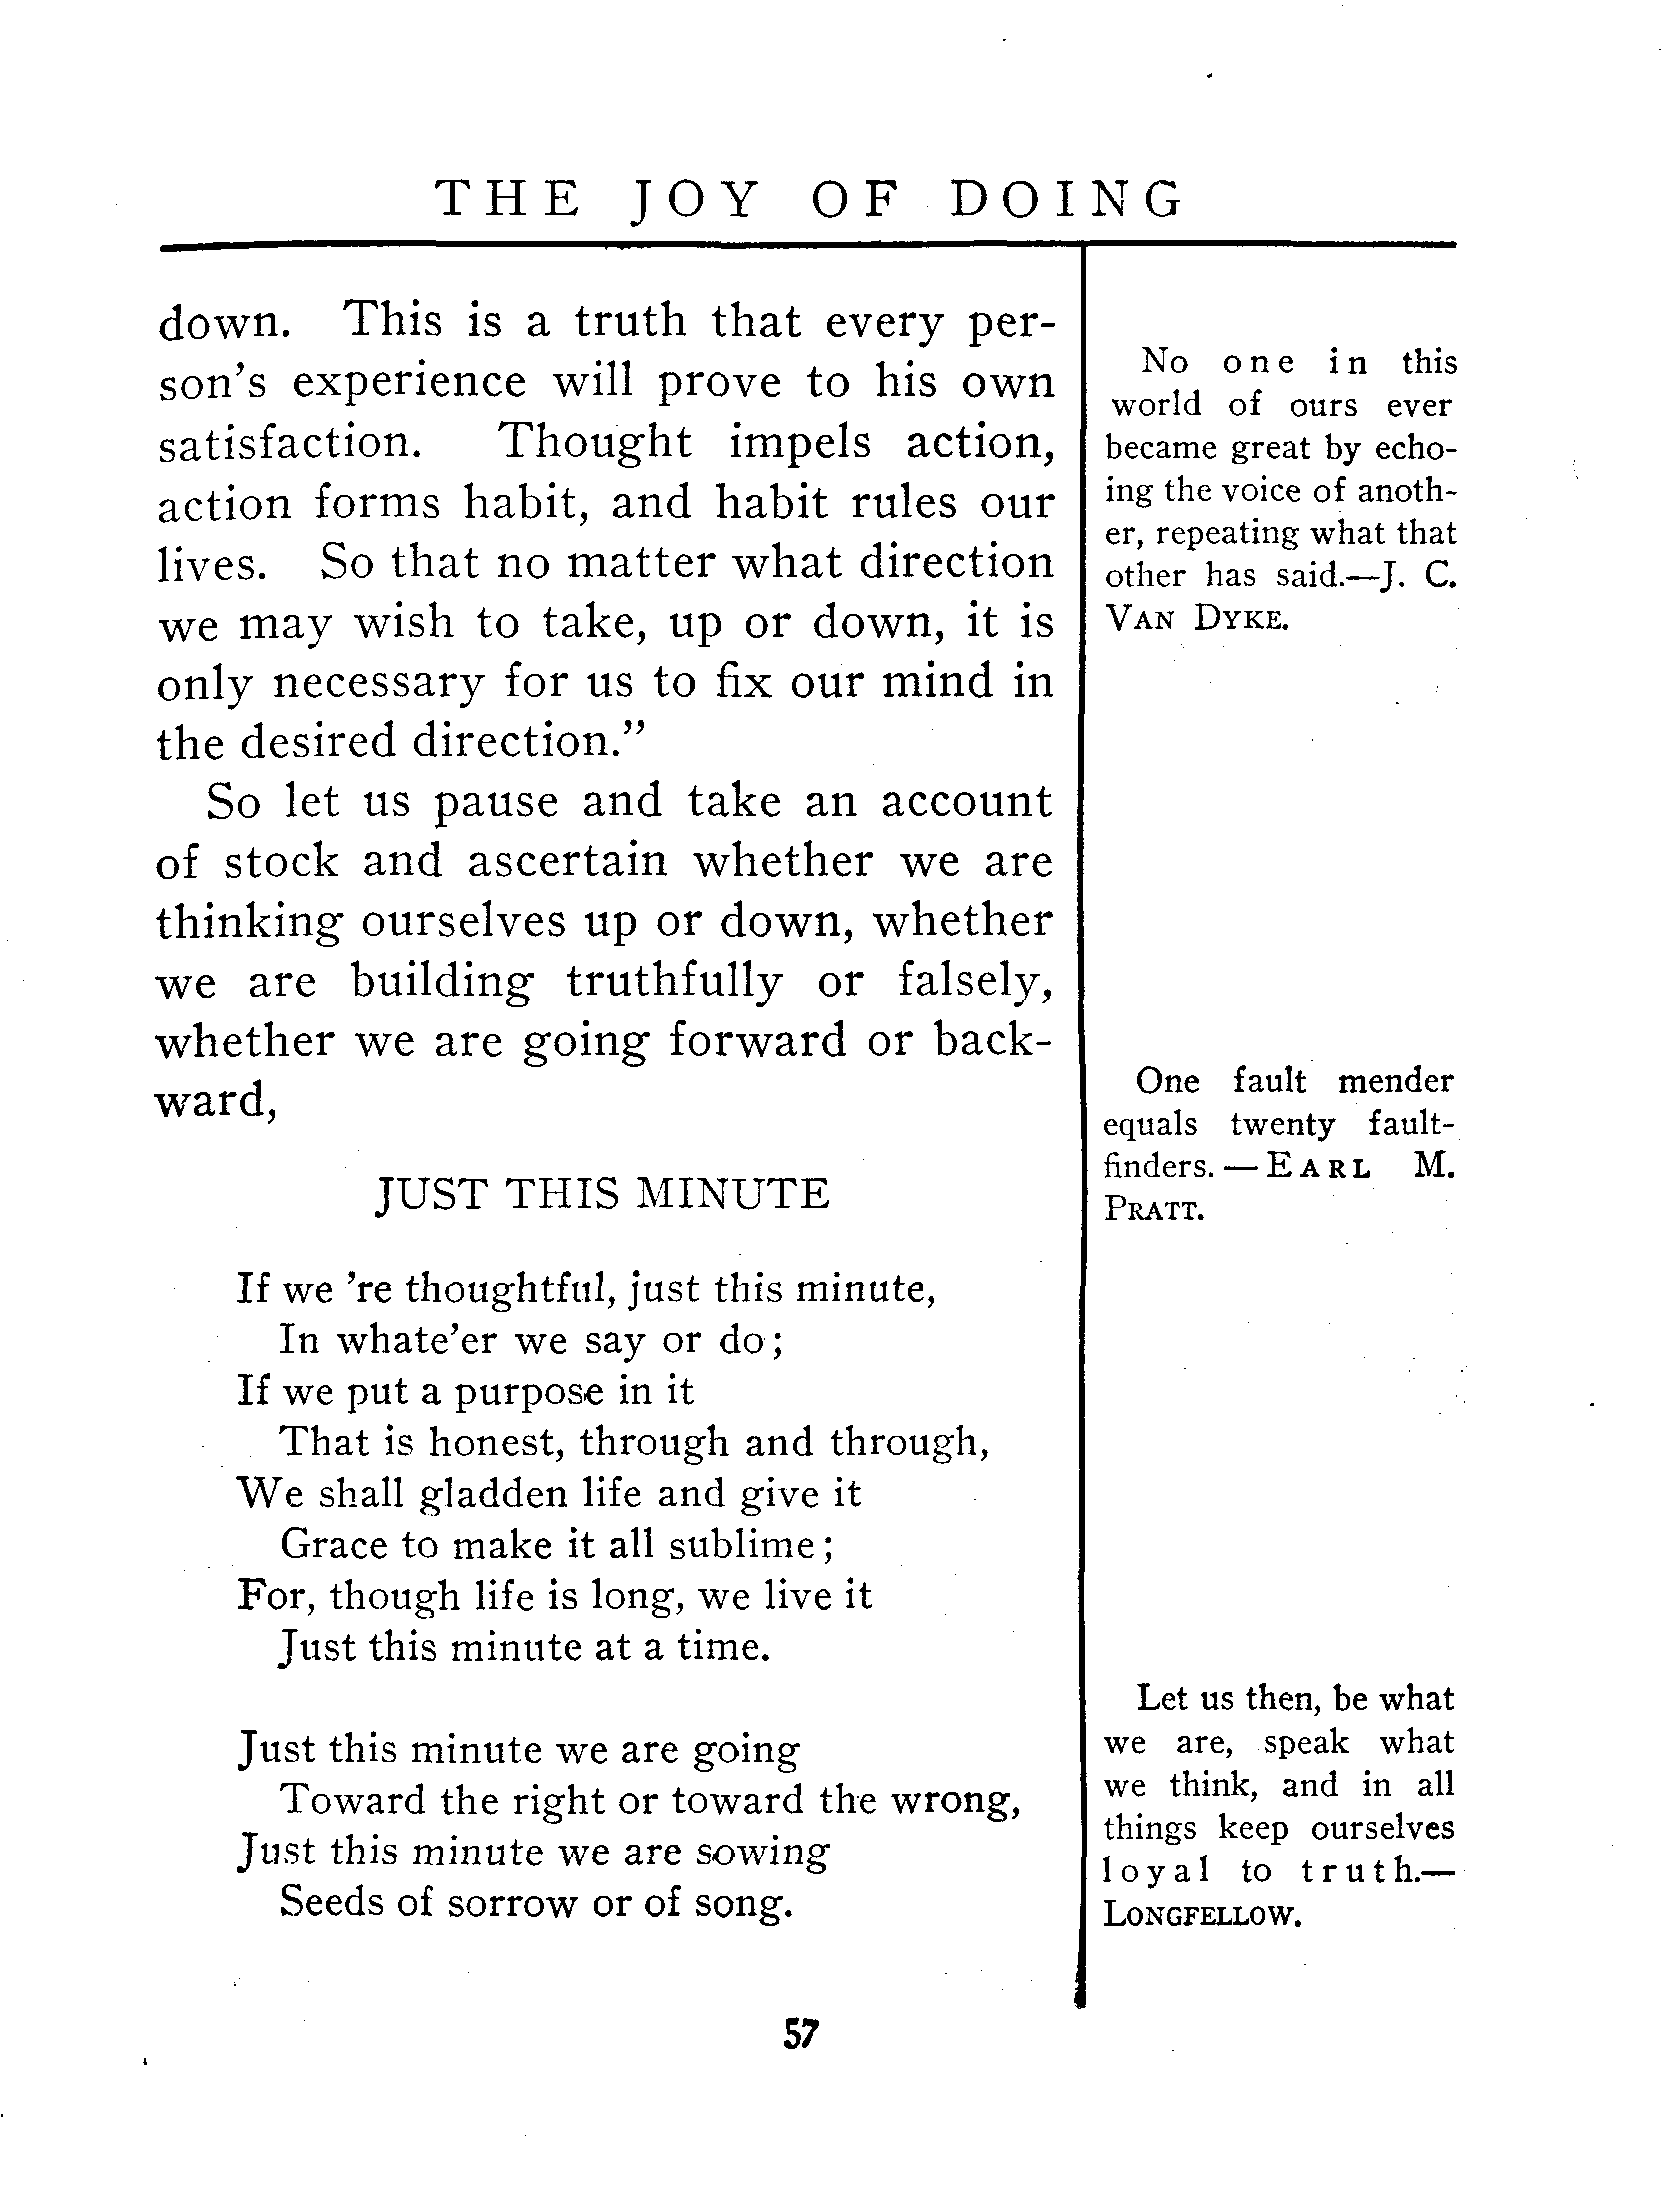 THE JOY OF DOING
down. This is a truth that every per-
son's experience will prove to his own
satisfaction. Thought impels action,
action forms habit, and habit rules our
lives. So that no matter what direction
we may wish to take, up or down, it is
only necessary for us to fix our mind in
the desired direction.”
So let us pause and take an account
of stock and ascertain whether we are
thinking ourselves up or down, whether
we are building truthfully or falsely,
whether we are going forward or back-
ward,
JUST THIS MINUTE
If we ’re thoughtful, just this minute,
In whate’er we say or do;
If we put a purpose in it
That is honest, through and through,
We shall gladden life and give it
Grace to make it all sublime;
For, though life is long, we live it
Just this minute at a time.
Just this minute we are going
Toward the right or toward the wrong,
Just this minute we are sowing
Seeds of sorrow or of song.
No one in this
world of ours ever
became great by echo-
ing the voice of anoth-
er, repeating what that
other has said.—J. C.
VAN DYKE.
One fault mender
equals twenty fault-
finders.—EARL M.
PRATT.
Let us then, be what
we are, speak what
we think, and in all
things keep ourselves
loyal to truth.—
LONGFELLOW.
57